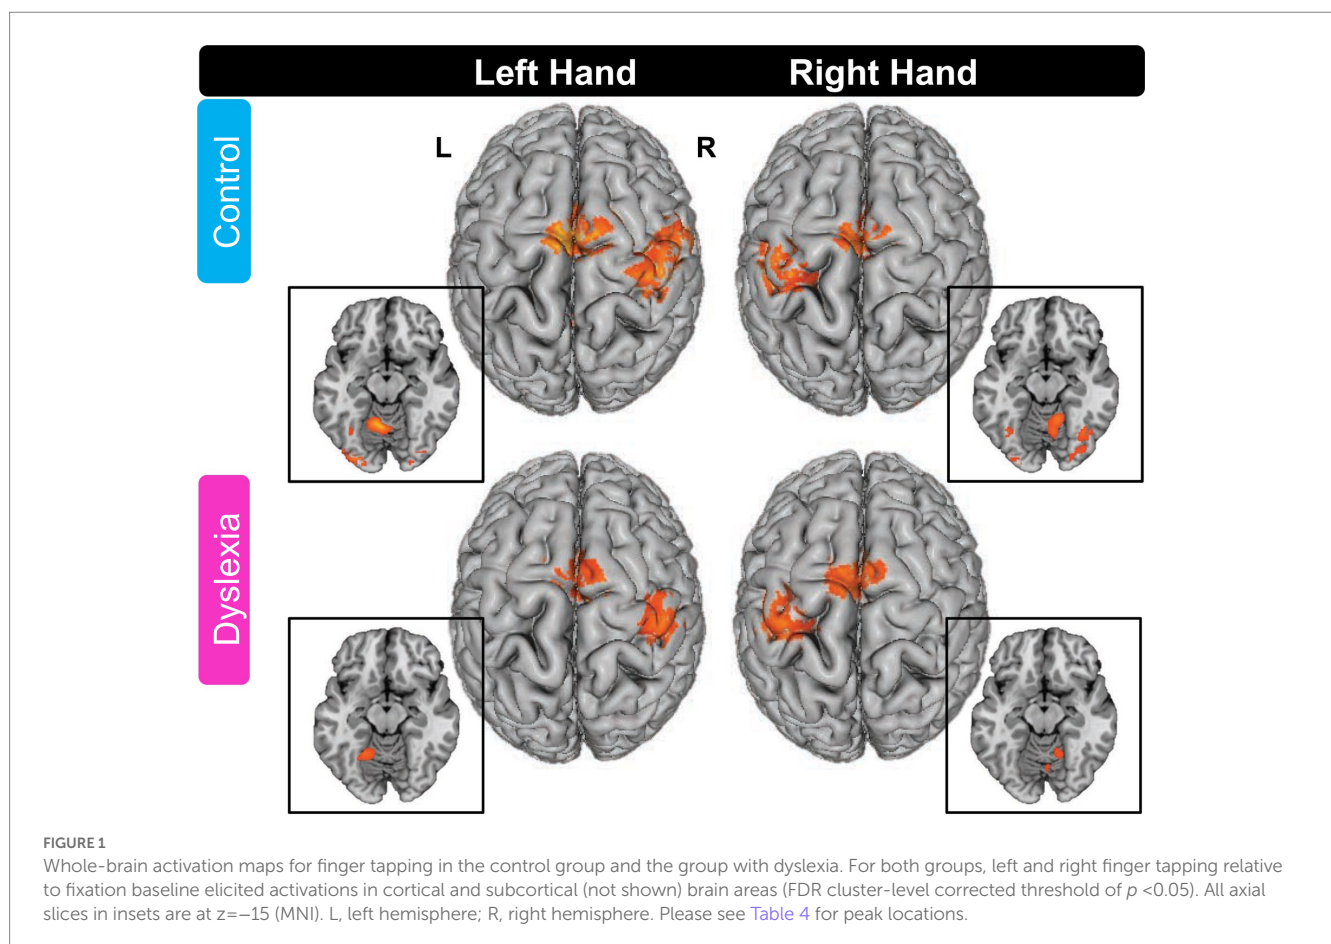 Left Hand Right Hand
Control
L R
Dyslexia
FIGURE 1
Whole-brain activation maps for finger tapping in the control group and the group with dyslexia. For both groups, left and right finger tapping relative
to fixation baseline elicited activations in cortical and subcortical (not shown) brain areas (FDR cluster-level corrected threshold of p <0.05). All axial
slices in insets are at z=−15 (MNI). L, left hemisphere; R, right hemisphere. Please see Table 4 for peak locations.